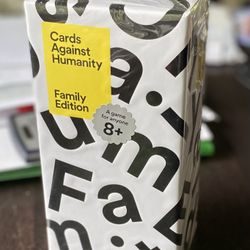 Cards
Against
Humanity
Family
Edition
A game
for anyone
8+